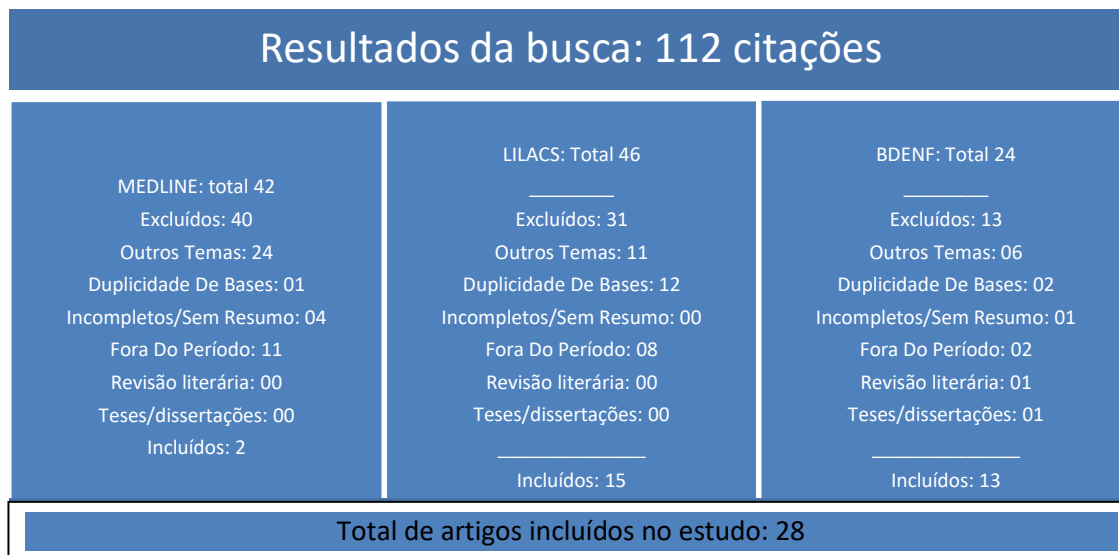 Resultados da busca: 112 citações
MEDLINE: total 42
Excluídos: 40
Outros Temas: 24
Duplicidade De Bases: 01
Incompletos/Sem Resumo: 04
Fora Do Período: 11
Revisão literária: 00
Teses/dissertações: 00
Incluídos: 2
LILACS: Total 46
________
Excluídos: 31
Outros Temas: 11
Duplicidade De Bases: 12
Incompletos/Sem Resumo: 00
Fora Do Período: 08
Revisão literária: 00
Teses/dissertações: 00
______________
Incluídos: 15
BDENF: Total 24
________
Excluídos: 13
Outros Temas: 06
Duplicidade De Bases: 02
Incompletos/Sem Resumo: 01
Fora Do Período: 02
Revisão literária: 01
Teses/dissertações: 01
______________
Incluídos: 13
Total de artigos incluídos no estudo: 28